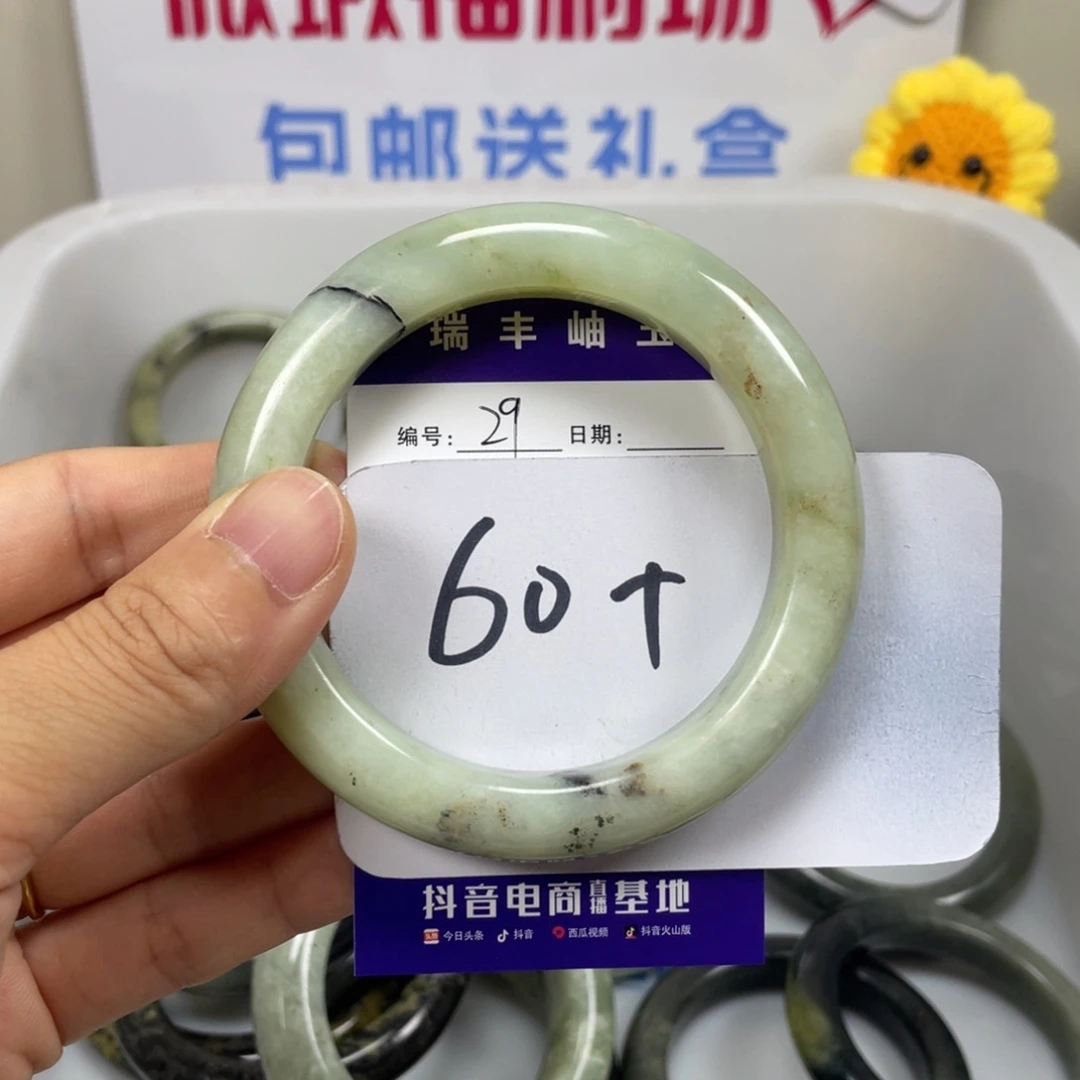 包邮送礼盒
瑞丰岫玉
编号: 29 日期:
60+
抖音电商直播基地
今日头条 抖音 西瓜视频 抖音火山版